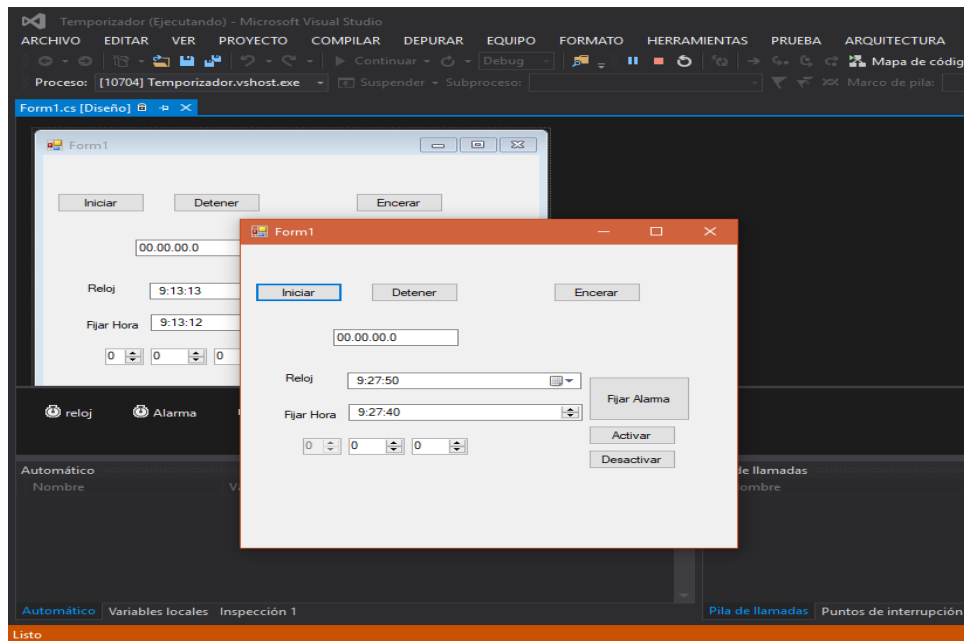 Temporizador (Ejecutando) - Microsoft Visual Studio
ARCHIVO EDITAR VER PROYECTO COMPILAR DEPURAR EQUIPO FORMATO HERRAMIENTAS PRUEBA ARQUITECTURA
Continuar Debug Mapa de códig
Proceso: [10704] Temporizador.vshost.exe Suspender Subproceso: Marco de pila:
Form1.cs [Diseño]
Form1
Iniciar Detener Encerar
00.00.00.0
Reloj 9:13:13
Fijar Hora 9:13:12
0 0 0
Form1
Iniciar Detener Encerar
00.00.00.0
Reloj 9:27:50
Fijar Alarma
Fijar Hora 9:27:40
0 0 0
Activar
Desactivar
reloj Alarma
Automático
Nombre V
de llamadas
ombre
Automático Variables locales Inspección 1
Pila de llamadas Puntos de interrupción
Listo